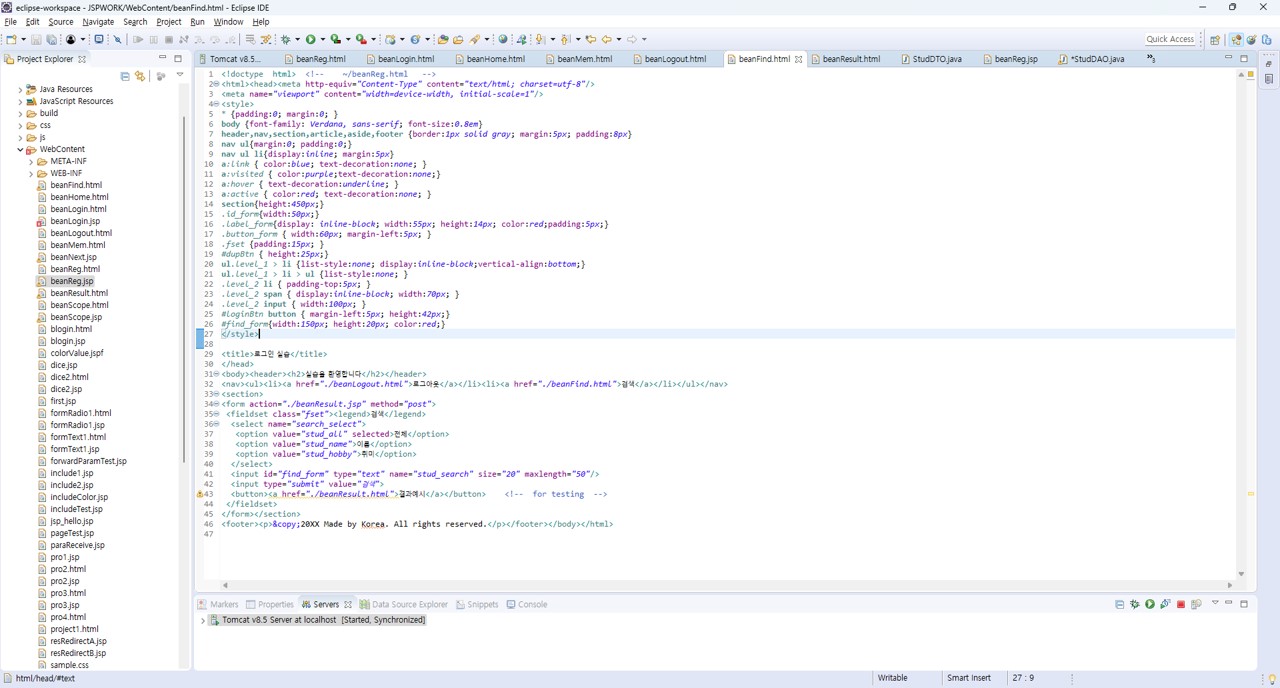 eclipse-workspace - JSPWORK/WebContent/beanFind.html - Eclipse IDE
File Edit Source Navigate Search Project Run Window Help
Quick Access
Project Explorer
Tomcat v8.5... beanReg.html beanLogin.html beanHome.html beanMem.html beanLogout.html beanFind.html beanResult.html StudDTO.java beanReg.jsp *StudDAO.java »5
Java Resources
JavaScript Resources
build
css
js
WebContent
META-INF
WEB-INF
beanFind.html
beanHome.html
beanLogin.html
beanLogin.jsp
beanLogout.html
beanMem.html
beanNext.jsp
beanReg.html
beanReg.jsp
beanResult.html
beanScope.html
beanScope.jsp
blogin.html
blogin.jsp
colorValue.jspf
dice.jsp
dice2.html
dice2.jsp
first.jsp
formRadio1.html
formRadio1.jsp
formText1.html
formText1.jsp
forwardParamTest.jsp
include1.jsp
include2.jsp
includeColor.jsp
includeTest.jsp
jsp_hello.jsp
pageTest.jsp
paraReceive.jsp
pro1.jsp
pro2.html
pro2.jsp
pro3.html
pro3.jsp
pro4.html
project1.html
resRedirectA.jsp
resRedirectB.jsp
sample.css
1 <!doctype html> <!-- ~/beanReg.html -->
2 <html><head><meta http-equiv="Content-Type" content="text/html; charset=utf-8"/>
3 <meta name="viewport" content="width=device-width, initial-scale=1"/>
4 <style>
5 * {padding:0; margin:0; }
6 body {font-family: Verdana, sans-serif; font-size:0.8em}
7 header,nav,section,article,aside,footer {border:1px solid gray; margin:5px; padding:8px}
8 nav ul{margin:0; padding:0;}
9 nav ul li{display:inline; margin:5px}
10 a:link { color:blue; text-decoration:none; }
11 a:visited { color:purple;text-decoration:none;}
12 a:hover { text-decoration:underline; }
13 a:active { color:red; text-decoration:none; }
14 section{height:450px;}
15 .id_form{width:50px;}
16 .label_form{display: inline-block; width:55px; height:14px; color:red;padding:5px;}
17 .button_form { width:60px; margin-left:5px; }
18 .fset {padding:15px; }
19 #dupBtn { height:25px;}
20 ul.level_1 > li {list-style:none; display:inline-block;vertical-align:bottom;}
21 ul.level_1 > li > ul {list-style:none; }
22 .level_2 li { padding-top:5px; }
23 .level_2 span { display:inline-block; width:70px; }
24 .level_2 input { width:100px; }
25 #loginBtn button { margin-left:5px; height:42px;}
26 #find_form{width:150px; height:20px; color:red;}
27 </style>
28
29 <title>로그인 실습</title>
30 </head>
31 <body><header><h2>실습을 환영합니다</h2></header>
32 <nav><ul><li><a href="./beanLogout.html">로그아웃</a></li><li><a href="./beanFind.html">검색</a></li></ul></nav>
33 <section>
34 <form action="./beanResult.jsp" method="post">
35 <fieldset class="fset"><legend>검색</legend>
36 <select name="search_select">
37 <option value="stud_all" selected>전체</option>
38 <option value="stud_name">이름</option>
39 <option value="stud_hobby">취미</option>
40 </select>
41 <input id="find_form" type="text" name="stud_search" size="20" maxlength="50"/>
42 <input type="submit" value="검색">
43 <button><a href="./beanResult.html">결과예시</a></button> <!-- for testing -->
44 </fieldset>
45 </form></section>
46 <footer><p>&copy;20XX Made by Korea. All rights reserved.</p></footer></body></html>
47
Markers Properties Servers Data Source Explorer Snippets Console
Tomcat v8.5 Server at localhost [Started, Synchronized]
html/head/#text Writable Smart Insert 27 : 9